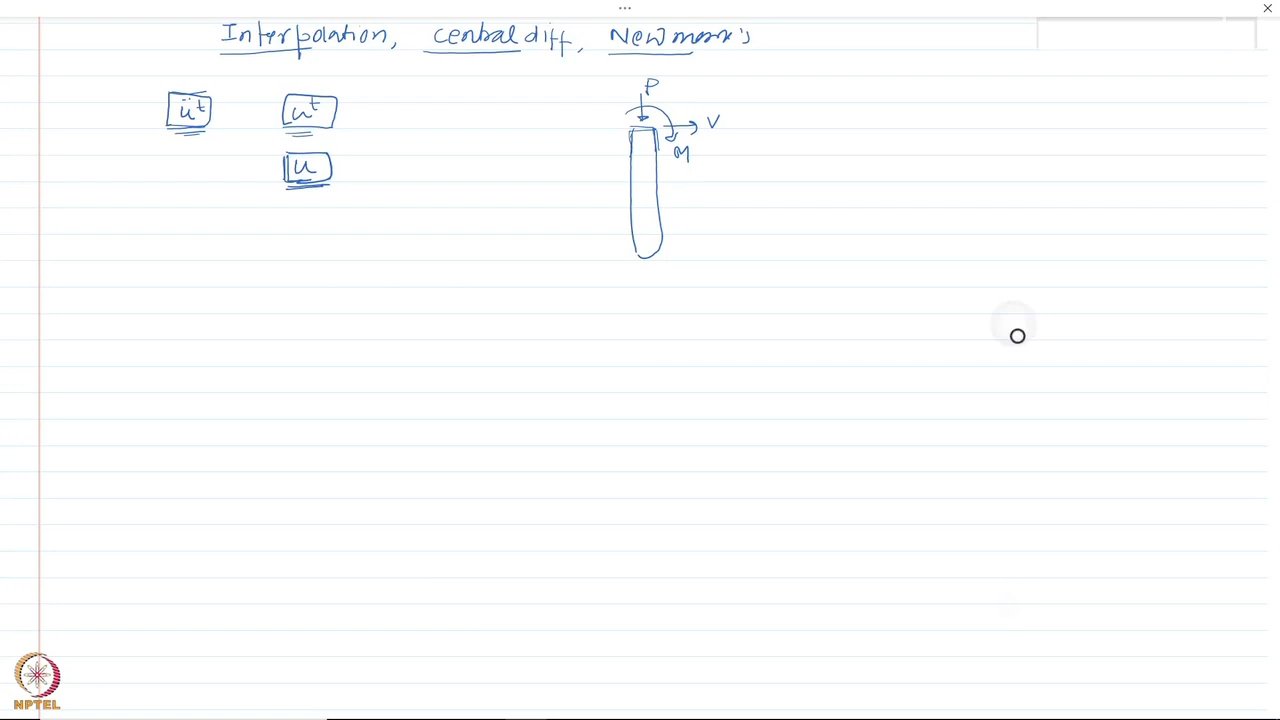 Interpolation, central diff, Newmark's
ü^t u^t
u
P
V
M
NPTEL